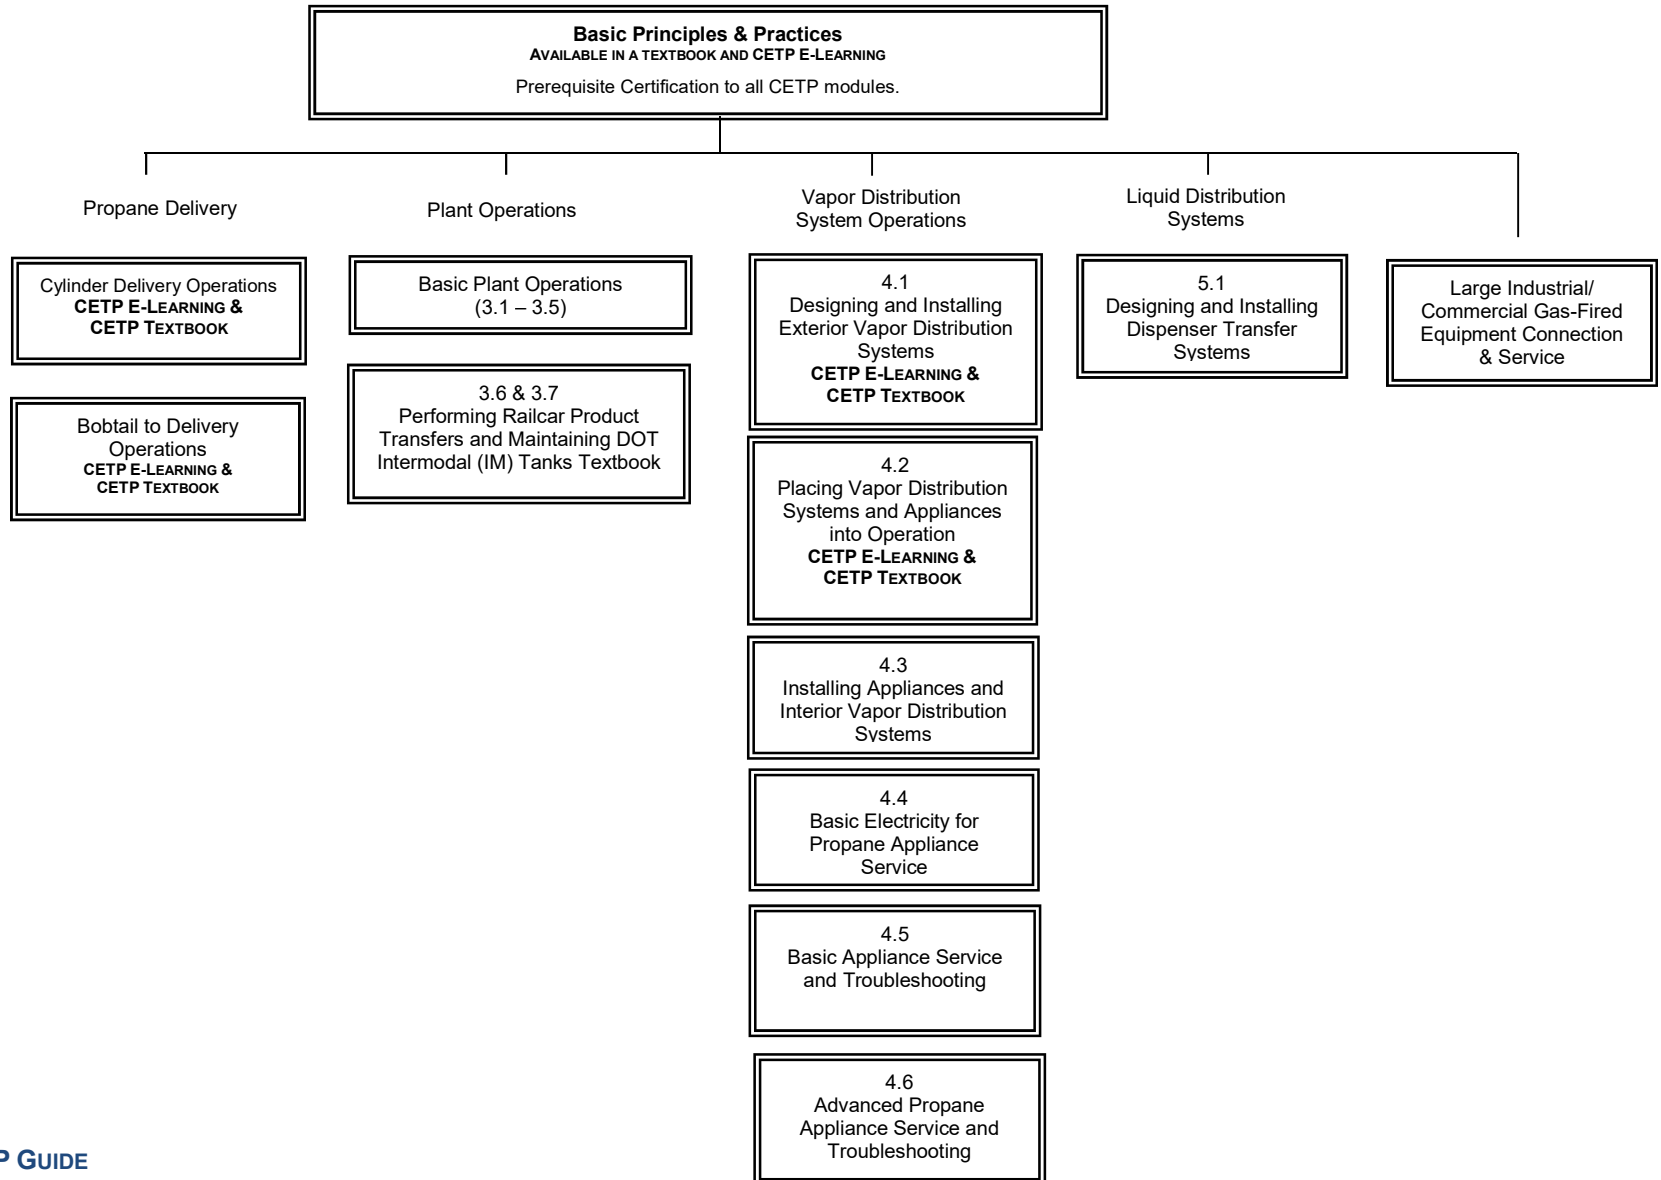 Basic Principles & Practices
AVAILABLE IN A TEXTBOOK AND CETP E-LEARNING
Prerequisite Certification to all CETP modules.
Propane Delivery
Cylinder Delivery Operations
CETP E-LEARNING &
CETP TEXTBOOK
Bobtail to Delivery
Operations
CETP E-LEARNING &
CETP TEXTBOOK
Plant Operations
Basic Plant Operations
(3.1 – 3.5)
3.6 & 3.7
Performing Railcar Product
Transfers and Maintaining DOT
Intermodal (IM) Tanks Textbook
Vapor Distribution
System Operations
4.1
Designing and Installing
Exterior Vapor Distribution
Systems
CETP E-LEARNING &
CETP TEXTBOOK
4.2
Placing Vapor Distribution
Systems and Appliances
into Operation
CETP E-LEARNING &
CETP TEXTBOOK
4.3
Installing Appliances and
Interior Vapor Distribution
Systems
4.4
Basic Electricity for
Propane Appliance
Service
4.5
Basic Appliance Service
and Troubleshooting
4.6
Advanced Propane
Appliance Service and
Troubleshooting
Liquid Distribution
Systems
5.1
Designing and Installing
Dispenser Transfer
Systems
Large Industrial/
Commercial Gas-Fired
Equipment Connection
& Service
P GUIDE